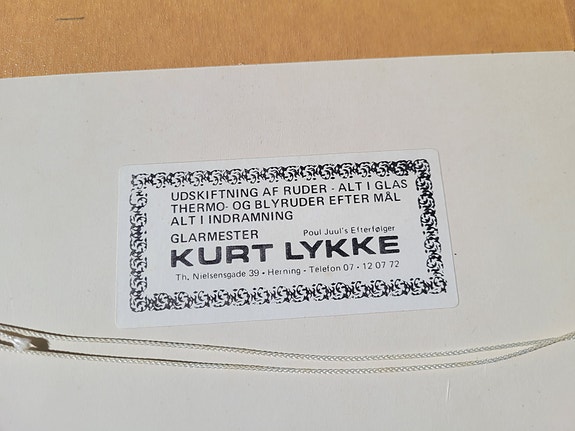 UDSKIFTNING AF RUDER - ALT I GLAS
THERMO- OG BLYRUDER EFTER MÅL
ALT I INDRAMNING
GLARMESTER Poul Juul's Efterfølger
KURT LYKKE
Th. Nielsensgade 39 • Herning - Telefon 07 - 12 07 72